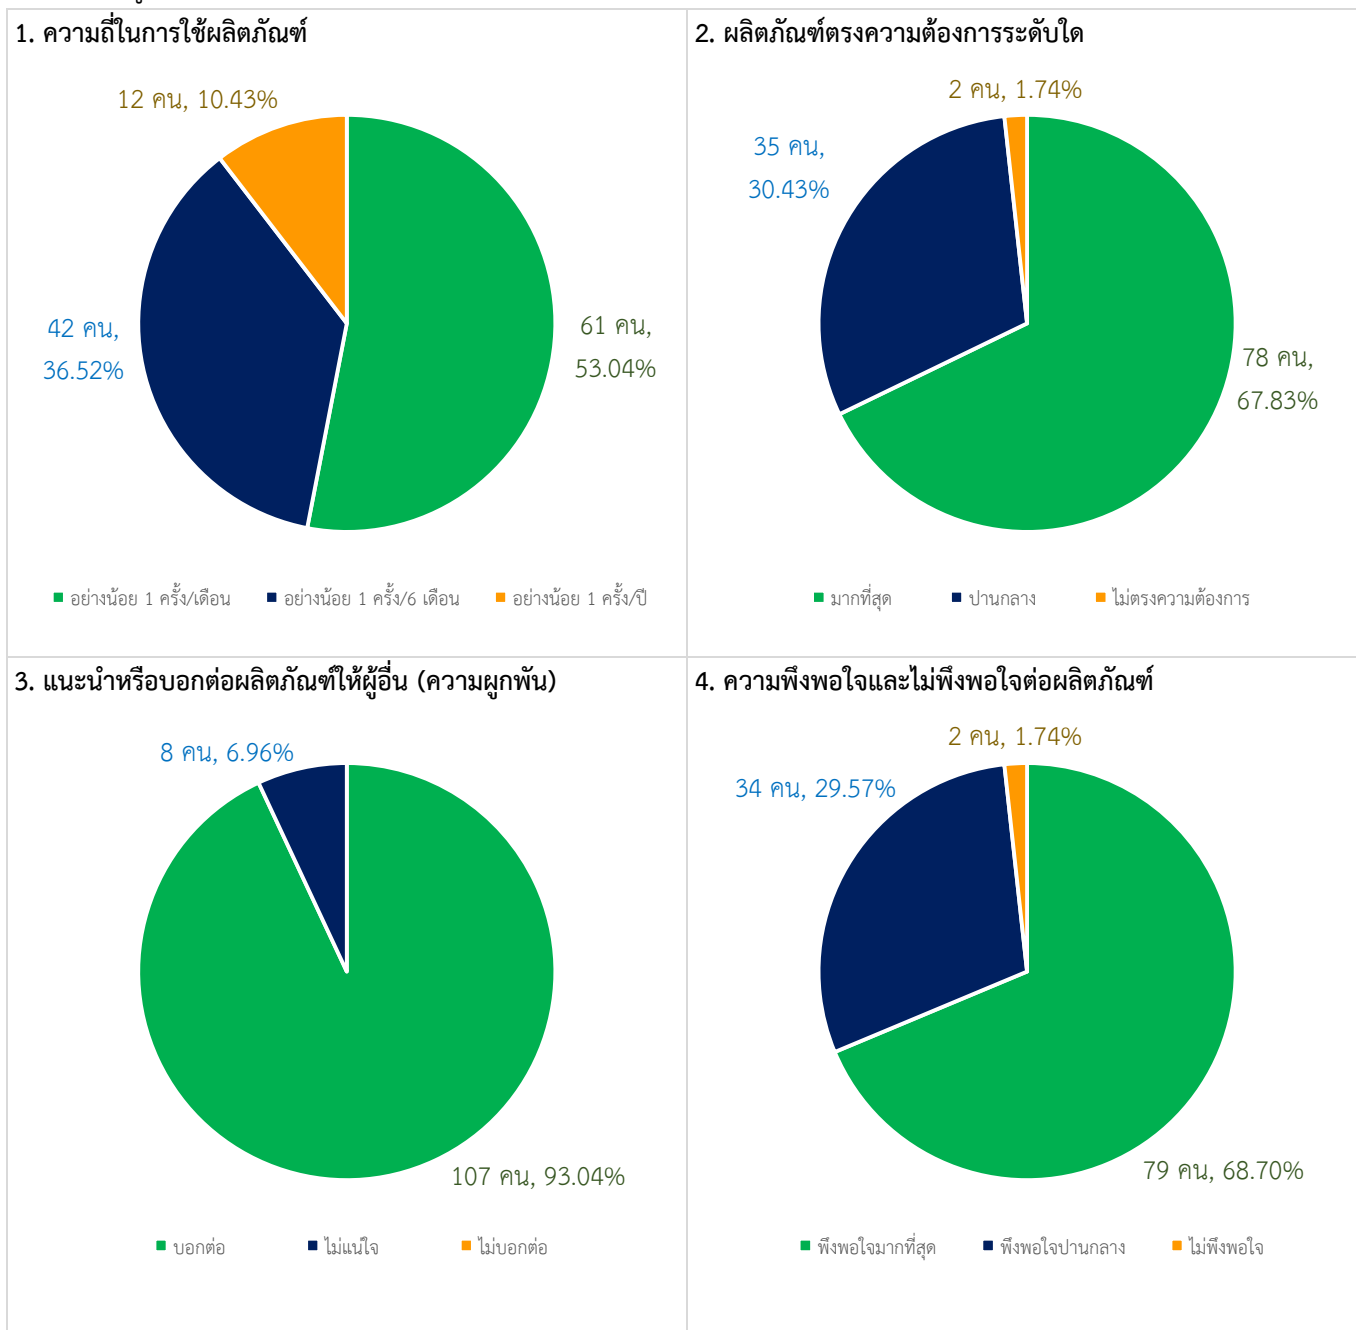 1. ความถี่ในการใช้ผลิตภัณฑ์
12 คน, 10.43%
42 คน,
36.52%
61 คน,
53.04%
อย่างน้อย 1 ครั้ง/เดือน อย่างน้อย 1 ครั้ง/6 เดือน อย่างน้อย 1 ครั้ง/ปี
2. ผลิตภัณฑ์ตรงความต้องการระดับใด
2 คน, 1.74%
35 คน,
30.43%
78 คน,
67.83%
มากที่สุด ปานกลาง ไม่ตรงความต้องการ
3. แนะนำหรือบอกต่อผลิตภัณฑ์ให้ผู้อื่น (ความผูกพัน)
8 คน, 6.96%
107 คน, 93.04%
บอกต่อ ไม่แน่ใจ ไม่บอกต่อ
4. ความพึงพอใจและไม่พึงพอใจต่อผลิตภัณฑ์
2 คน, 1.74%
34 คน, 29.57%
79 คน, 68.70%
พึงพอใจมากที่สุด พึงพอใจปานกลาง ไม่พึงพอใจ